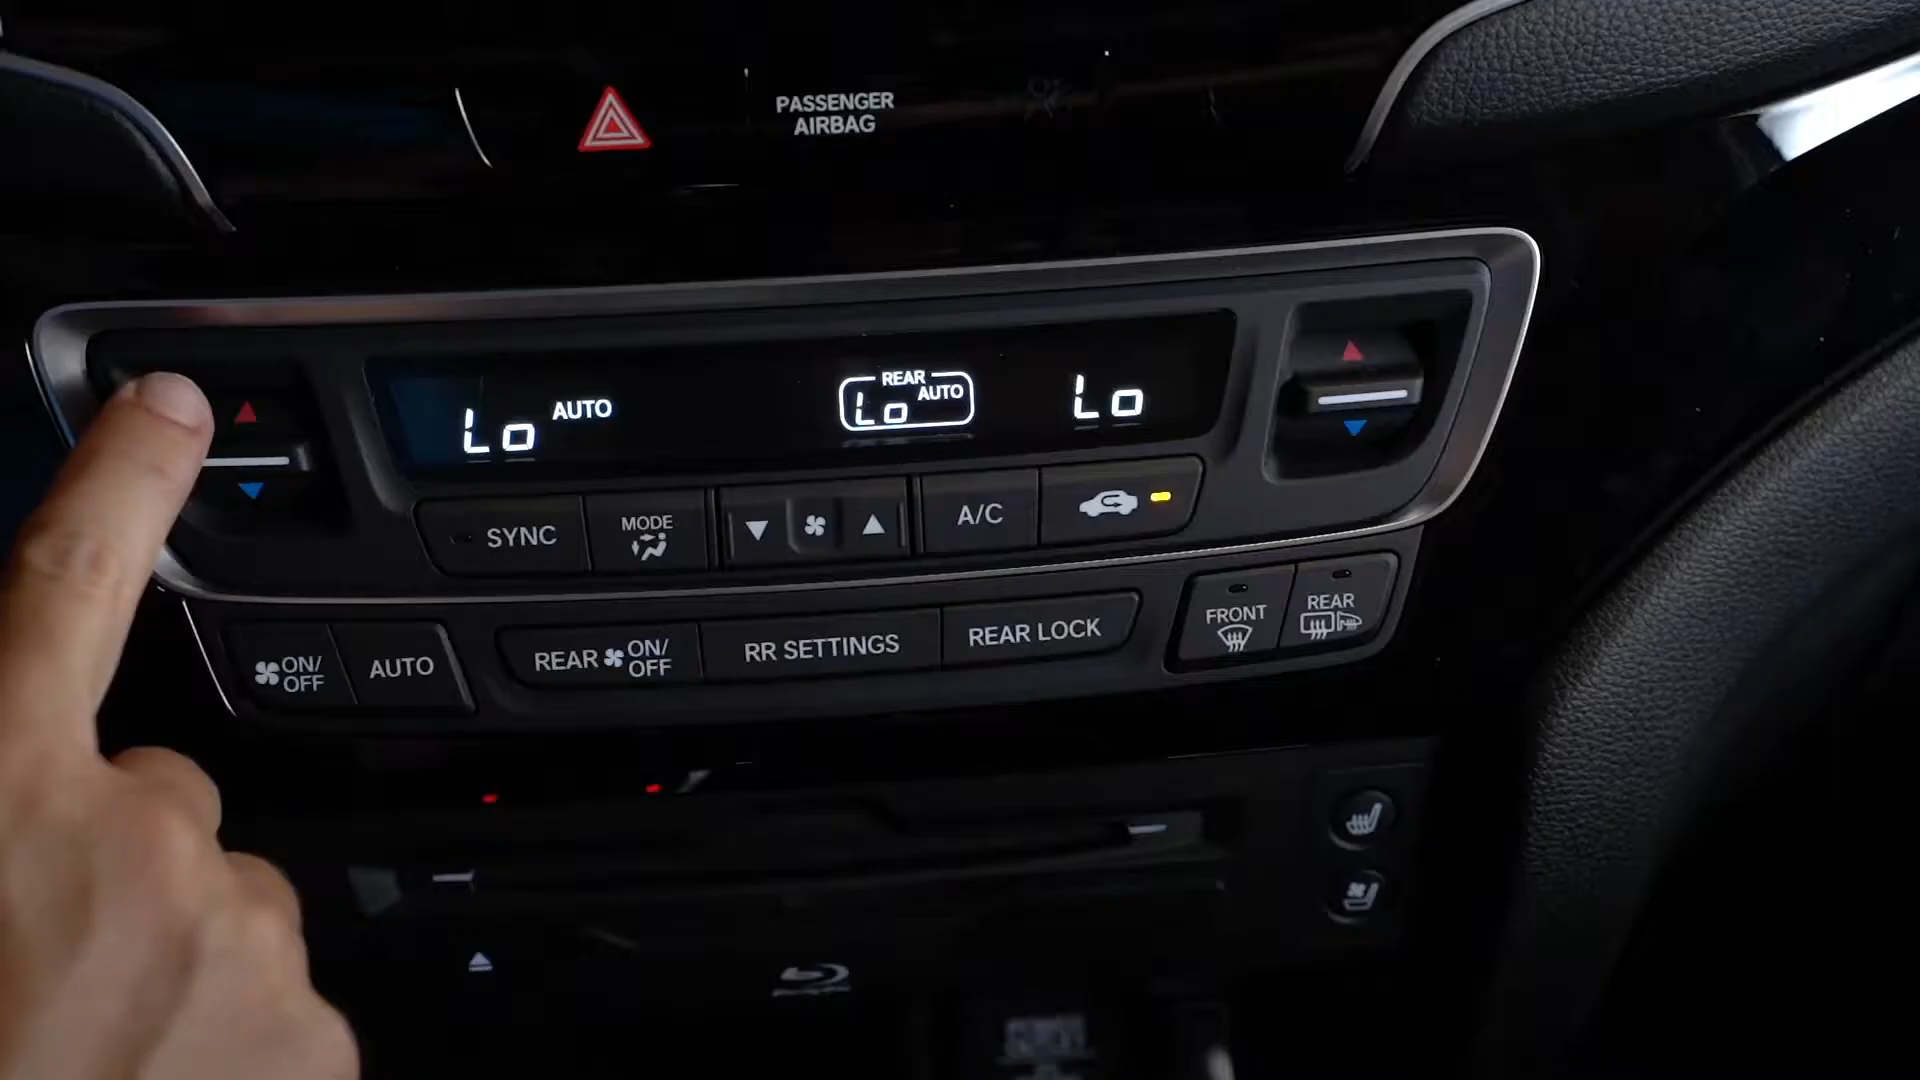 PASSENGER
AIRBAG
Lo AUTO
REAR
Lo AUTO
Lo
SYNC
MODE
A/C
ON/
OFF
AUTO
REAR ON/
OFF
RR SETTINGS
REAR LOCK
FRONT
REAR